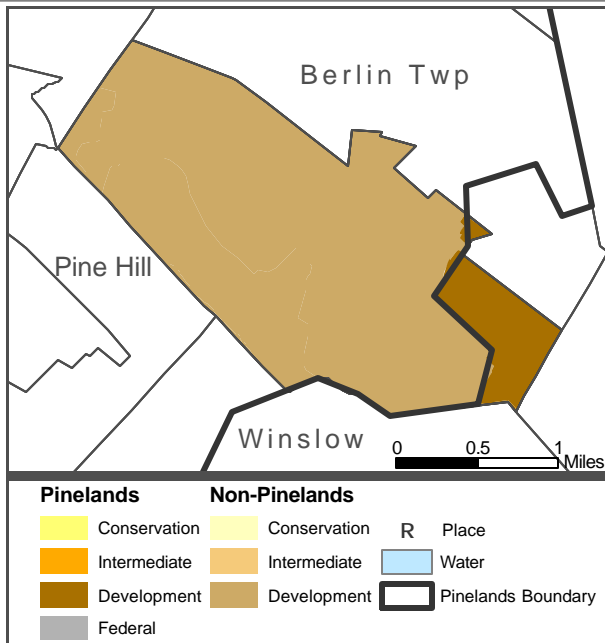 Berlin Twp
Pine Hill
Winslow
0 0.5 1
Miles
Pinelands Non-Pinelands
Conservation Conservation R Place
Intermediate Intermediate Water
Development Development Pinelands Boundary
Federal